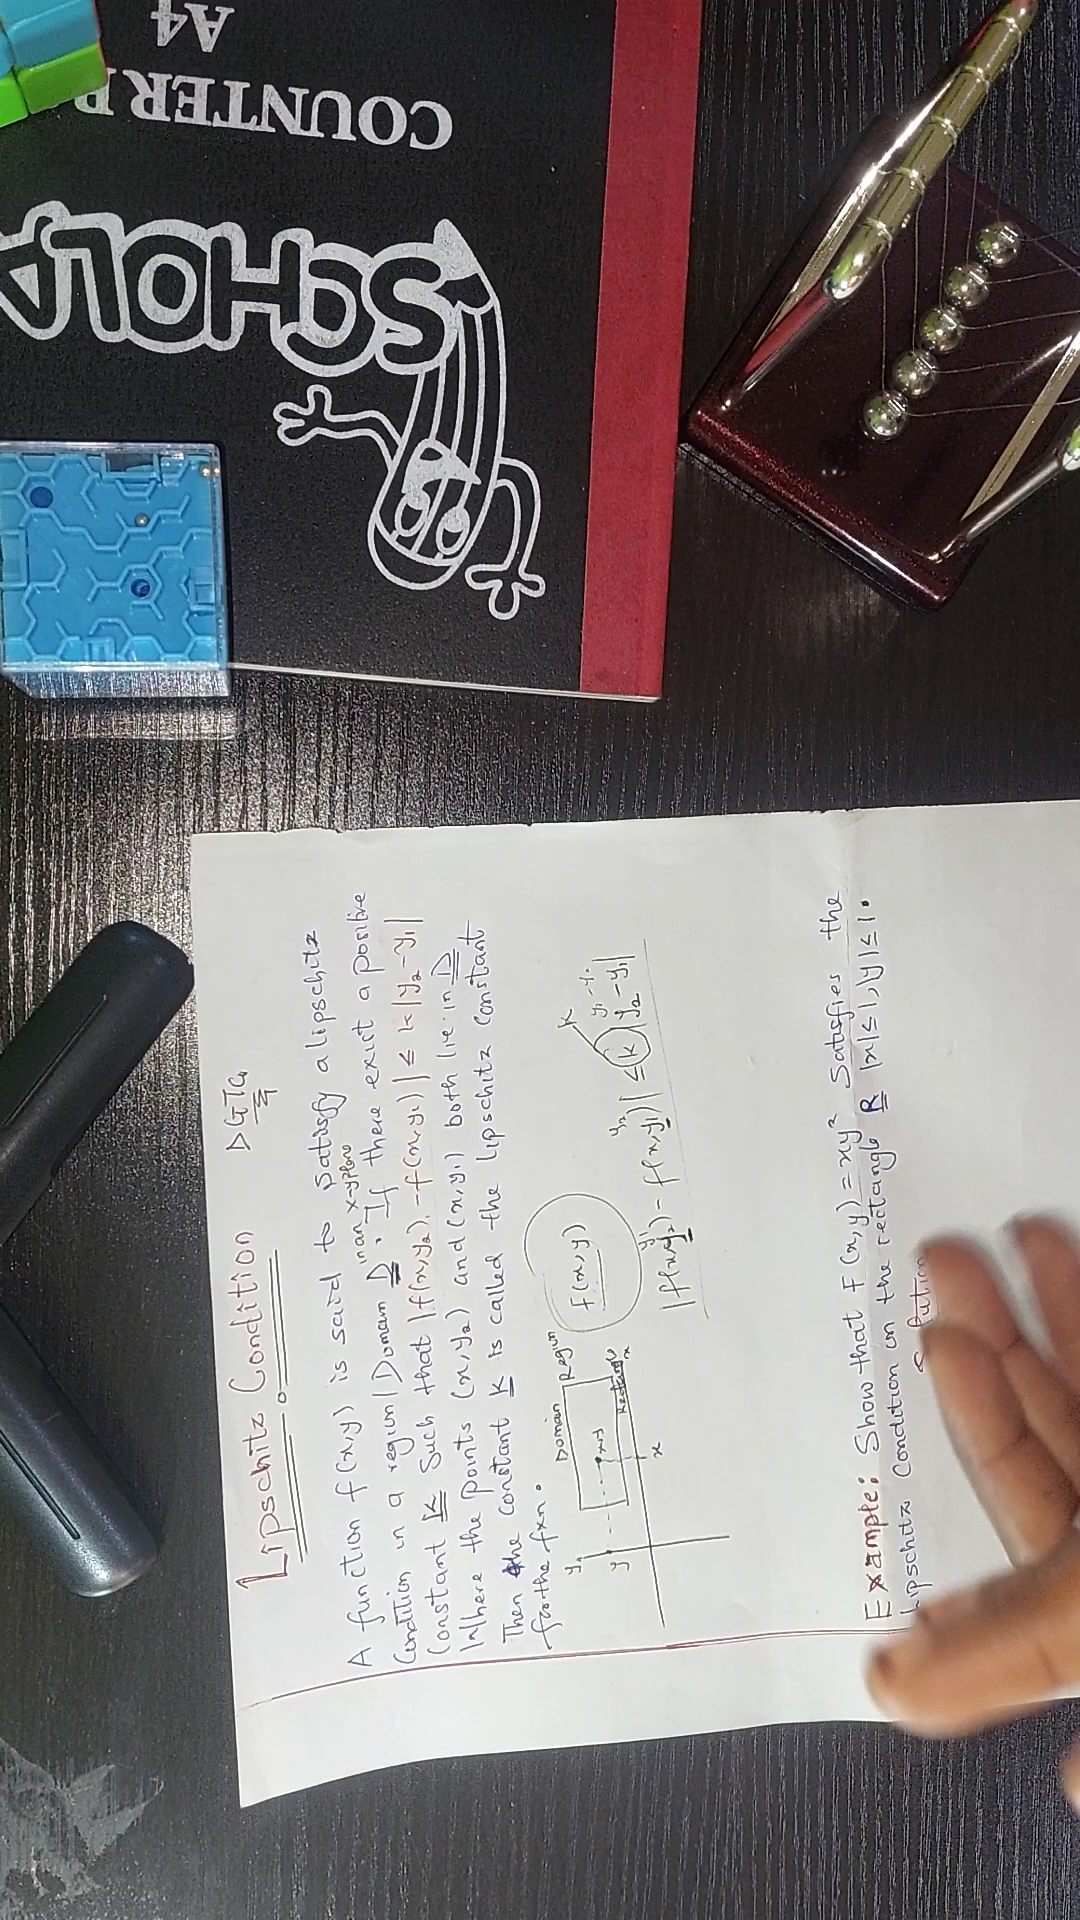 COUNTER B
A4
SCHOLA
Lipschitz Condition
A function f(x,y) is said to satisfy a lipschitz
Condition in a region/Domain D in an x-y plane. If there exist a positive
Constant K Such that |f(x,y₂) - f(x,y₁)| ≤ k|y₂-y₁|
Where the points (x,y₂) and (x,y₁) both lie in D
Then the constant K is called the Lipschitz constant
for the fxn.
Domain Region
Rectangle
y
y
x,y
x
x
f(x,y)
|f(x,y₂) - f(x,y₁)| ≤ k|y₂-y₁|
K
Example: Show that f(x,y) = xy² Satisfies the
Lipschitz Condition in the rectangle R |x|≤1, |y|≤1.